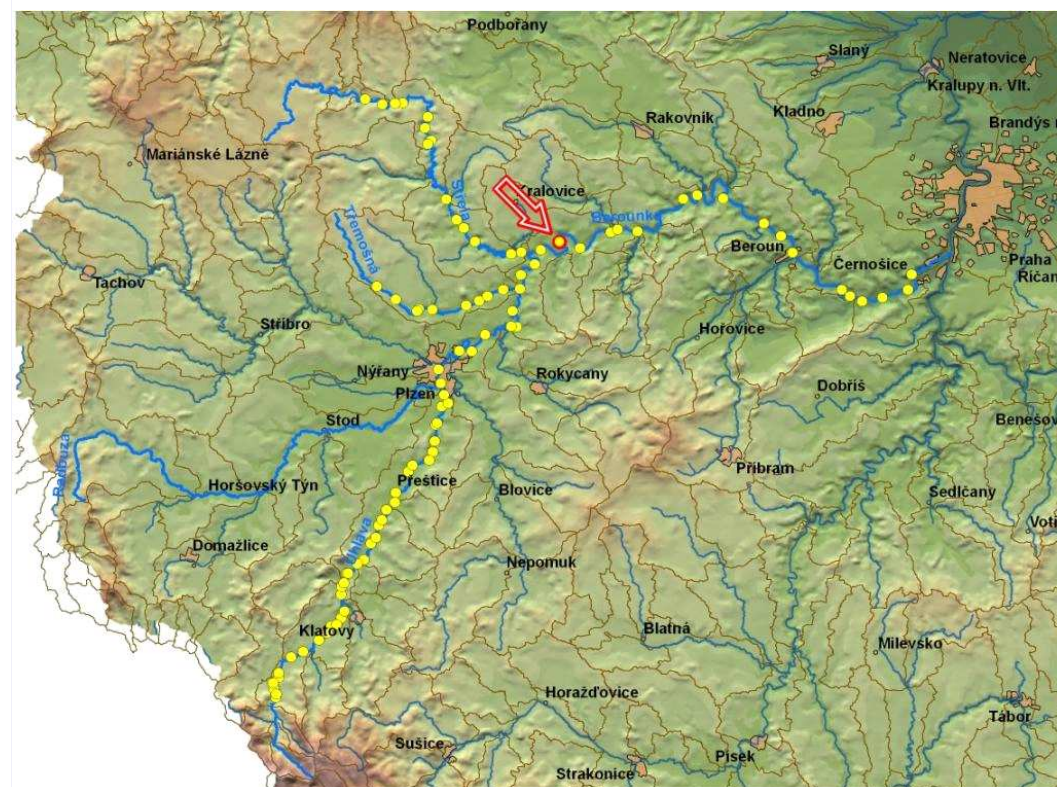 Podbořany
Slaný
Neratovice
Kralupy n. Vlt.
Kladno
Rakovník
Brandýs n
Mariánské Lázně
Kralovice
Střela
Berounka
Třemošná
Beroun
Černošice
Praha
Říčan
Tachov
Stříbro
Hořovice
Nýřany
Rokycany
Dobříš
Plzeň
Stod
Benešov
Radbuza
Příbram
Horšovský Týn
Přeštice
Blovice
Sedlčany
Úhlava
Voti
Domažlice
Nepomuk
Klatovy
Blatná
Milevsko
Horažďovice
Tábor
Sušice
Písek
Strakonice